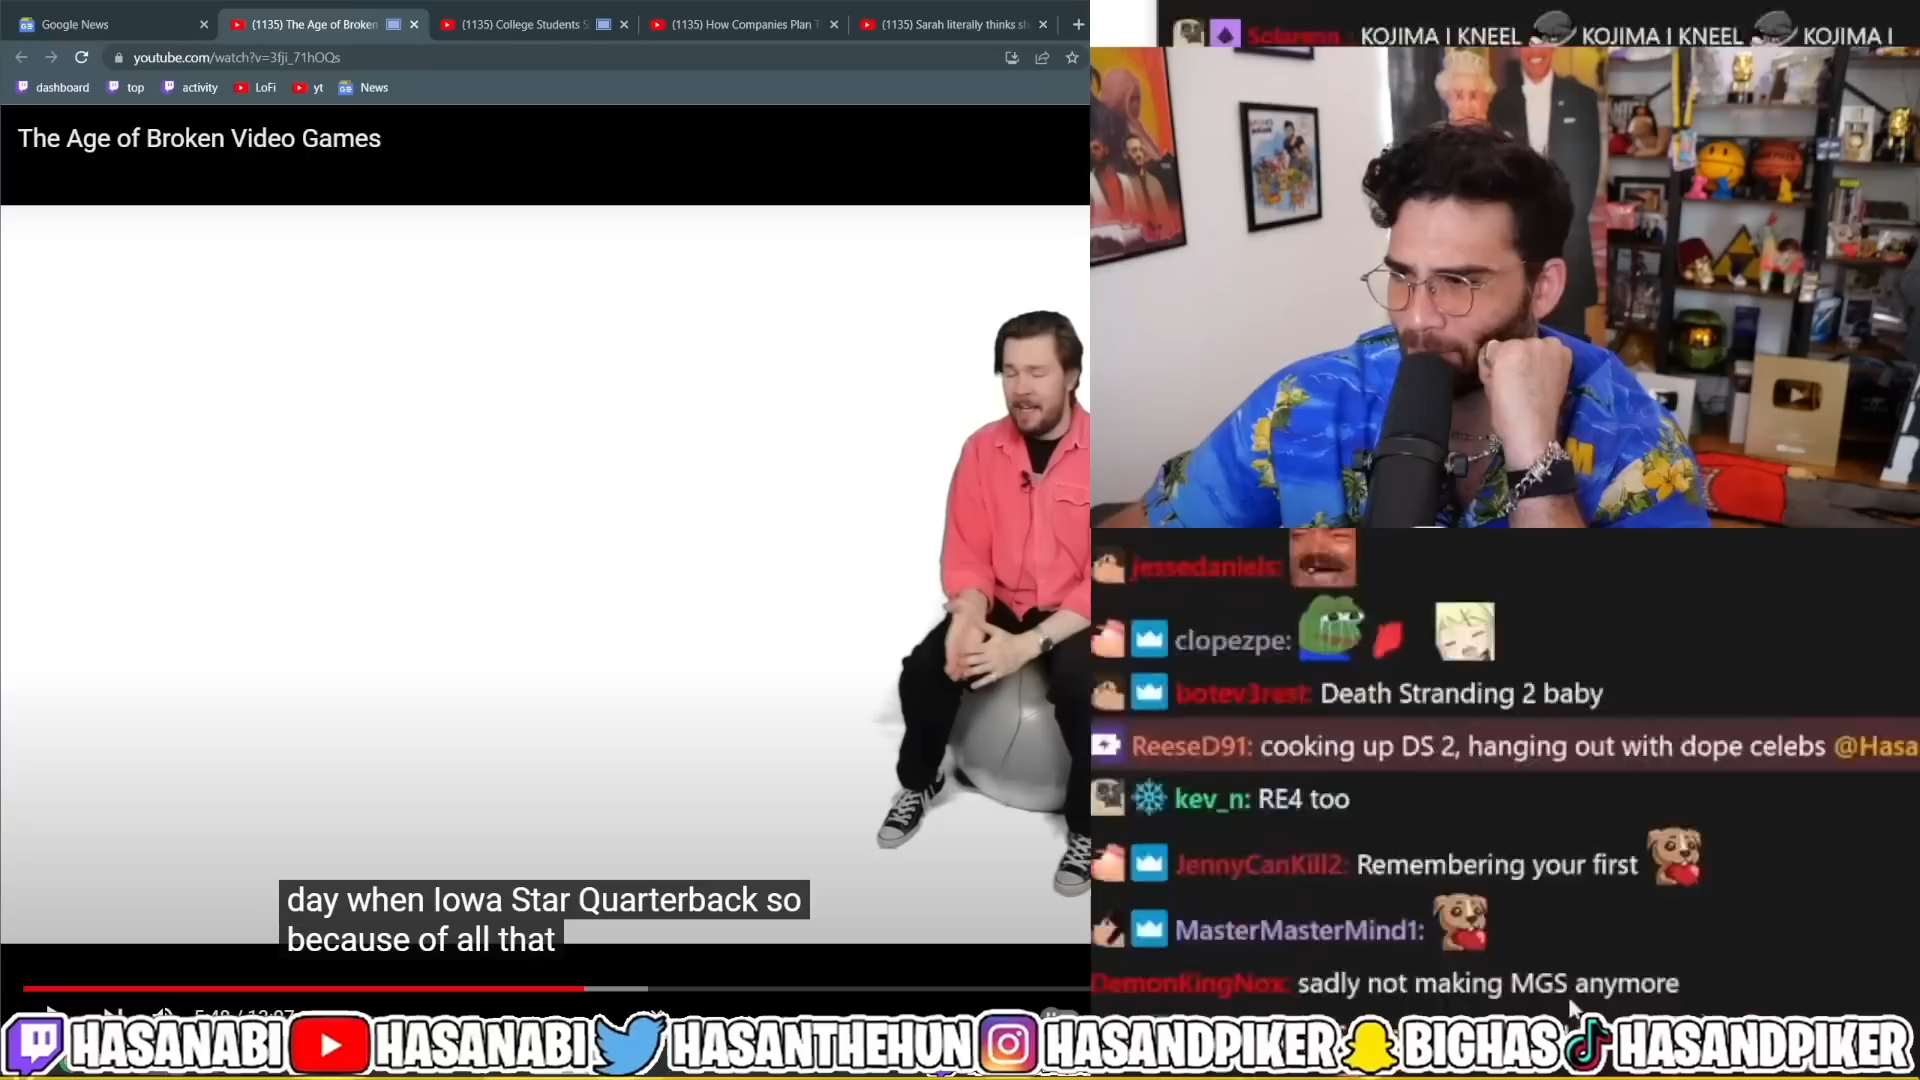 Google News
(1135) The Age of Broken
(1135) College Students S
(1135) How Companies Plan T
(1135) Sarah literally thinks sh
youtube.com/watch?v=3fji_71hOQs
dashboard
top
activity
LoFi
yt
News
The Age of Broken Video Games
day when Iowa Star Quarterback so
because of all that
KOJIMA I KNEEL KOJIMA I KNEEL KOJIMA I
jessedaniels:
clopezpe:
botev3rest: Death Stranding 2 baby
ReeseD91: cooking up DS 2, hanging out with dope celebs @Hasa
kev_n: RE4 too
JennyCanKill2: Remembering your first
MasterMasterMind1:
DemonKingNox: sadly not making MGS anymore
HASANABI HASANABI HASANTHEHUN HASANDPIKER BIGHAS HASANDPIKER